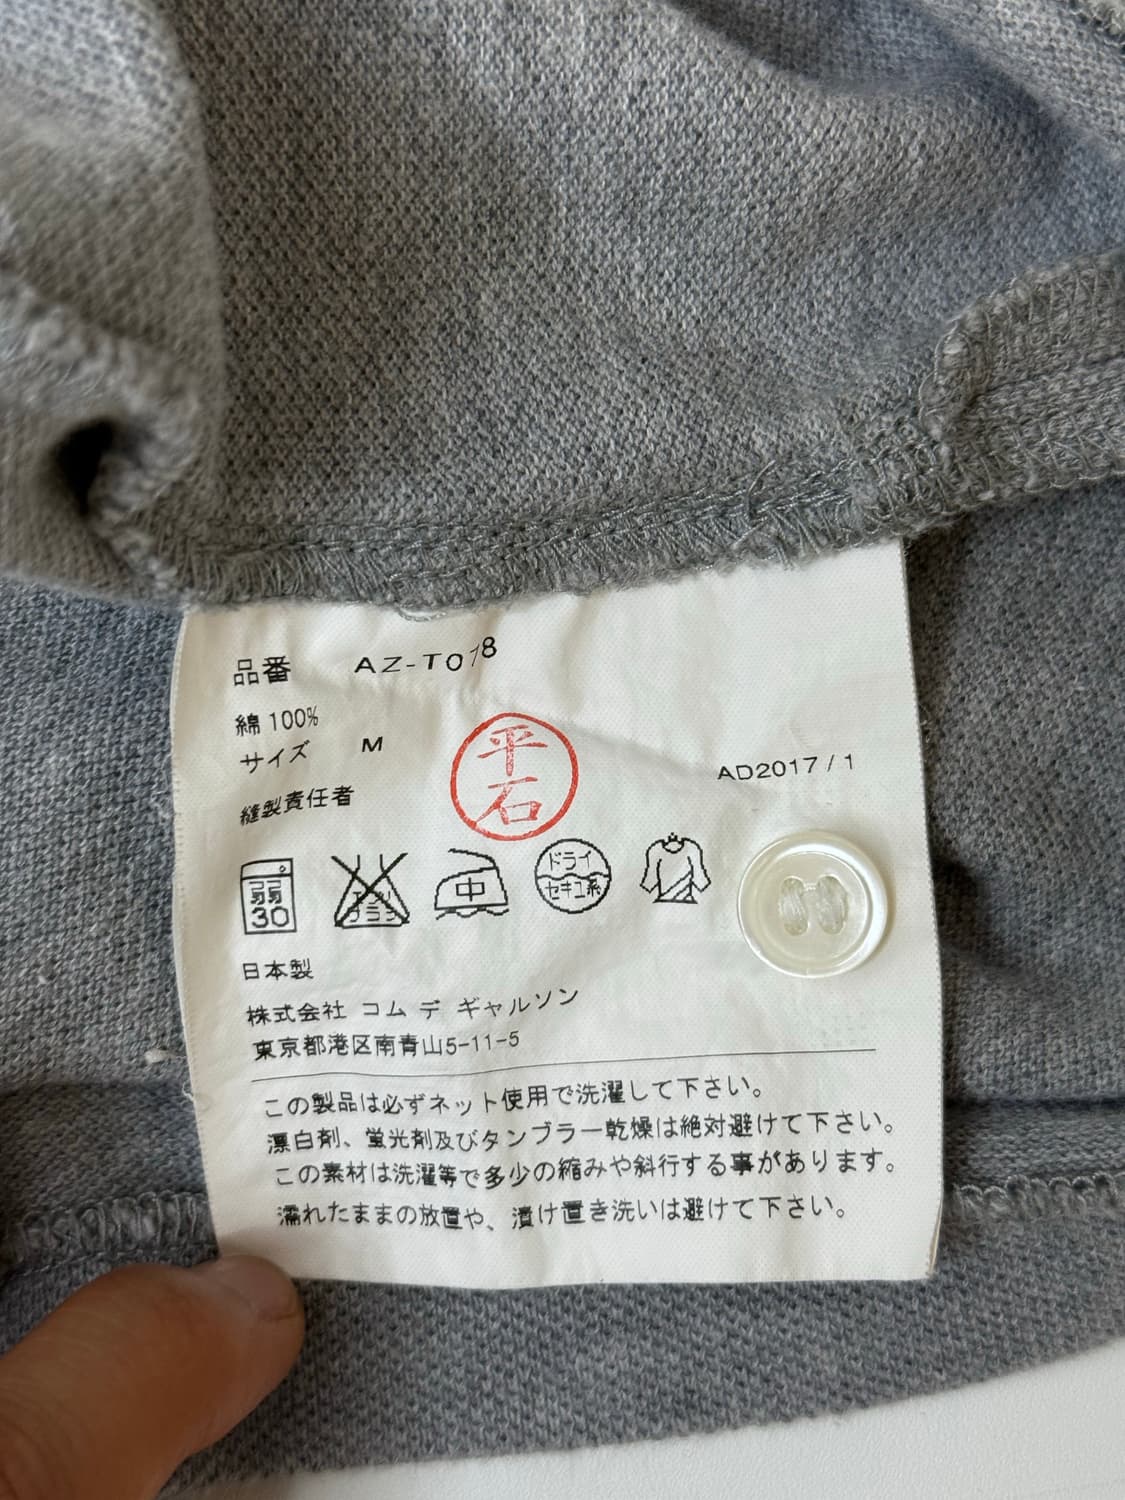 品番 AZ-T018
綿 100%
サイズ M
平石
AD2017/1
縫製責任者
弱
30
エンソ
サラシ
中
ドライ
セキユ系
日本製
株式会社 コム デ ギャルソン
東京都港区南青山5-11-5
この製品は必ずネット使用で洗濯して下さい。
漂白剤、蛍光剤及びタンブラー乾燥は絶対避けて下さい。
この素材は洗濯等で多少の縮みや斜行する事があります。
濡れたままの放置や、漬け置き洗いは避けて下さい。